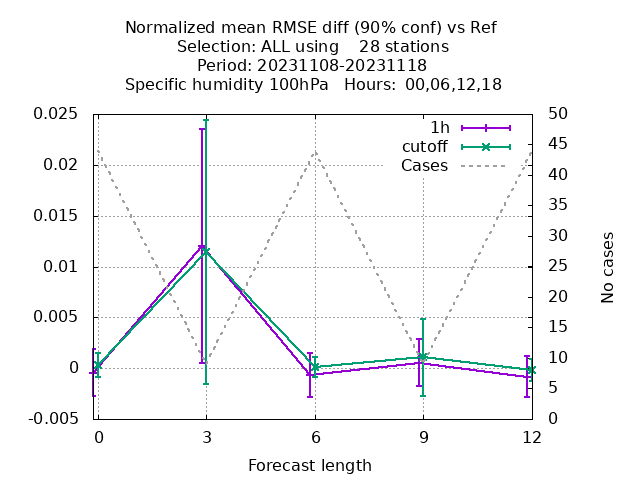 Normalized mean RMSE diff (90% conf) vs Ref
Selection: ALL using    28 stations
Period: 20231108-20231118
Specific humidity 100hPa   Hours:  00,06,12,18
0.025
0.02
0.015
0.01
0.005
0
-0.005
50
45
40
35
30
25
20
15
10
5
0
1h
cutoff
Cases
No cases
0 3 6 9 12
Forecast length